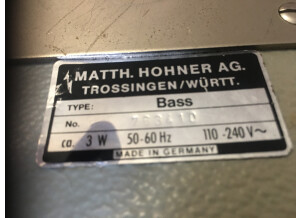 MATTH. HOHNER AG.
TROSSINGEN/WÜRTT.
TYPE: Bass
No.
ca. 3 W 50-60 Hz 110-240 V~
MADE IN GERMANY